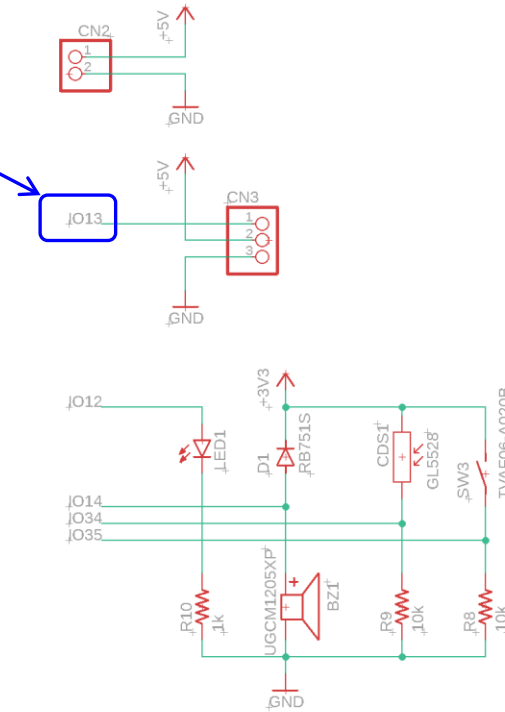 CN2
+5V
1
2
GND
+5V
CN3
IO13
1
2
3
GND
+3V3
IO12
LED1
D1
RB751S
CDS1
GL5528
SW3
IO14
IO34
IO35
R10
1k
UGCM1205XP
+
BZ1
R9
10k
R8
10k
GND